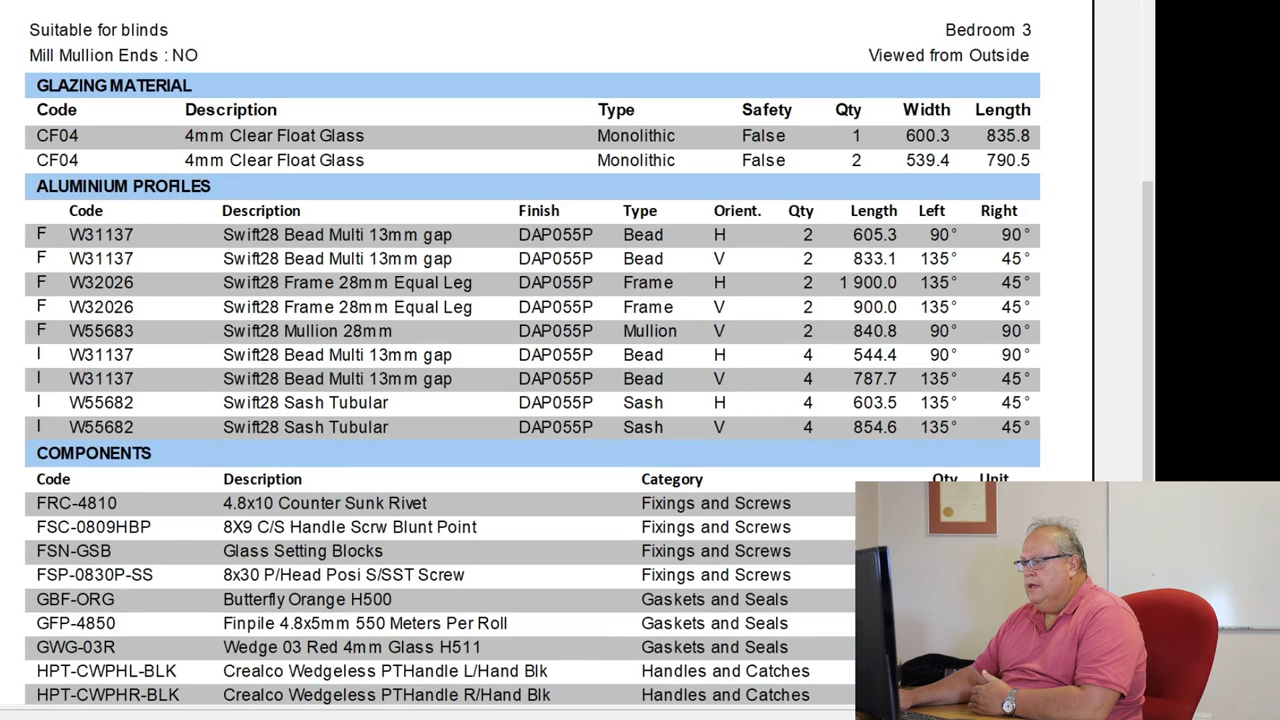 Suitable for blinds Bedroom 3
Mill Mullion Ends : NO Viewed from Outside
GLAZING MATERIAL
Code Description Type Safety Qty Width Length
CF04 4mm Clear Float Glass Monolithic False 1 600.3 835.8
CF04 4mm Clear Float Glass Monolithic False 2 539.4 790.5
ALUMINIUM PROFILES
Code Description Finish Type Orient. Qty Length Left Right
F W31137 Swift28 Bead Multi 13mm gap DAP055P Bead H 2 605.3 90° 90°
F W31137 Swift28 Bead Multi 13mm gap DAP055P Bead V 2 833.1 135° 45°
F W32026 Swift28 Frame 28mm Equal Leg DAP055P Frame H 2 1 900.0 135° 45°
F W32026 Swift28 Frame 28mm Equal Leg DAP055P Frame V 2 900.0 135° 45°
F W55683 Swift28 Mullion 28mm DAP055P Mullion V 2 840.8 90° 90°
I W31137 Swift28 Bead Multi 13mm gap DAP055P Bead H 4 544.4 90° 90°
I W31137 Swift28 Bead Multi 13mm gap DAP055P Bead V 4 787.7 135° 45°
I W55682 Swift28 Sash Tubular DAP055P Sash H 4 603.5 135° 45°
I W55682 Swift28 Sash Tubular DAP055P Sash V 4 854.6 135° 45°
COMPONENTS
Code Description Category Qty Unit
FRC-4810 4.8x10 Counter Sunk Rivet Fixings and Screws
FSC-0809HBP 8X9 C/S Handle Scrw Blunt Point Fixings and Screws
FSN-GSB Glass Setting Blocks Fixings and Screws
FSP-0830P-SS 8x30 P/Head Posi S/SST Screw Fixings and Screws
GBF-ORG Butterfly Orange H500 Gaskets and Seals
GFP-4850 Finpile 4.8x5mm 550 Meters Per Roll Gaskets and Seals
GWG-03R Wedge 03 Red 4mm Glass H511 Gaskets and Seals
HPT-CWPHL-BLK Crealco Wedgeless PTHandle L/Hand Blk Handles and Catches
HPT-CWPHR-BLK Crealco Wedgeless PTHandle R/Hand Blk Handles and Catches